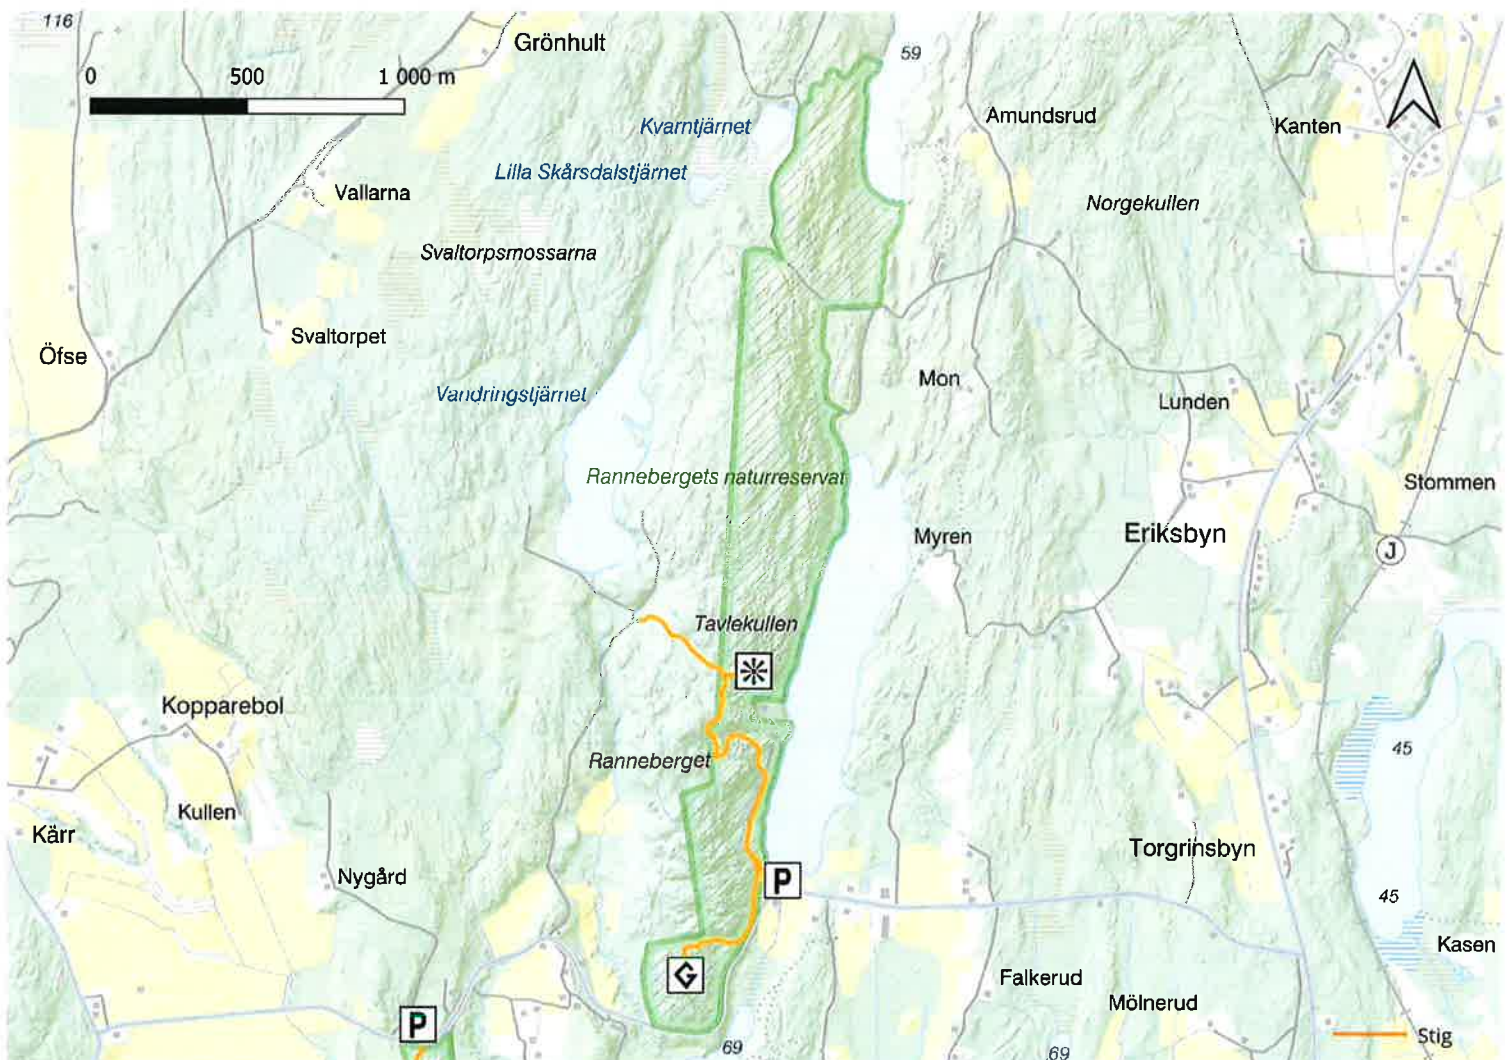 116
Grönhult
59
0 500 1 000 m
Kvarntjärnet
Amundsrud
Kanten
Lilla Skårsdalstjärnet
Vallarna
Norgekullen
Svaltorpsmossarna
Svaltorpet
Öfse
Mon
Vandringstjärnet
Lunden
Rannebergets naturreservat
Stommen
Eriksbyn
Myren
J
Tavlekullen
Kopparebol
45
Ranneberget
Kullen
Kärr
Torgrinsbyn
Nygård
P
45
Kasen
G
Falkerud
Mölnerud
P
Stig
69
69